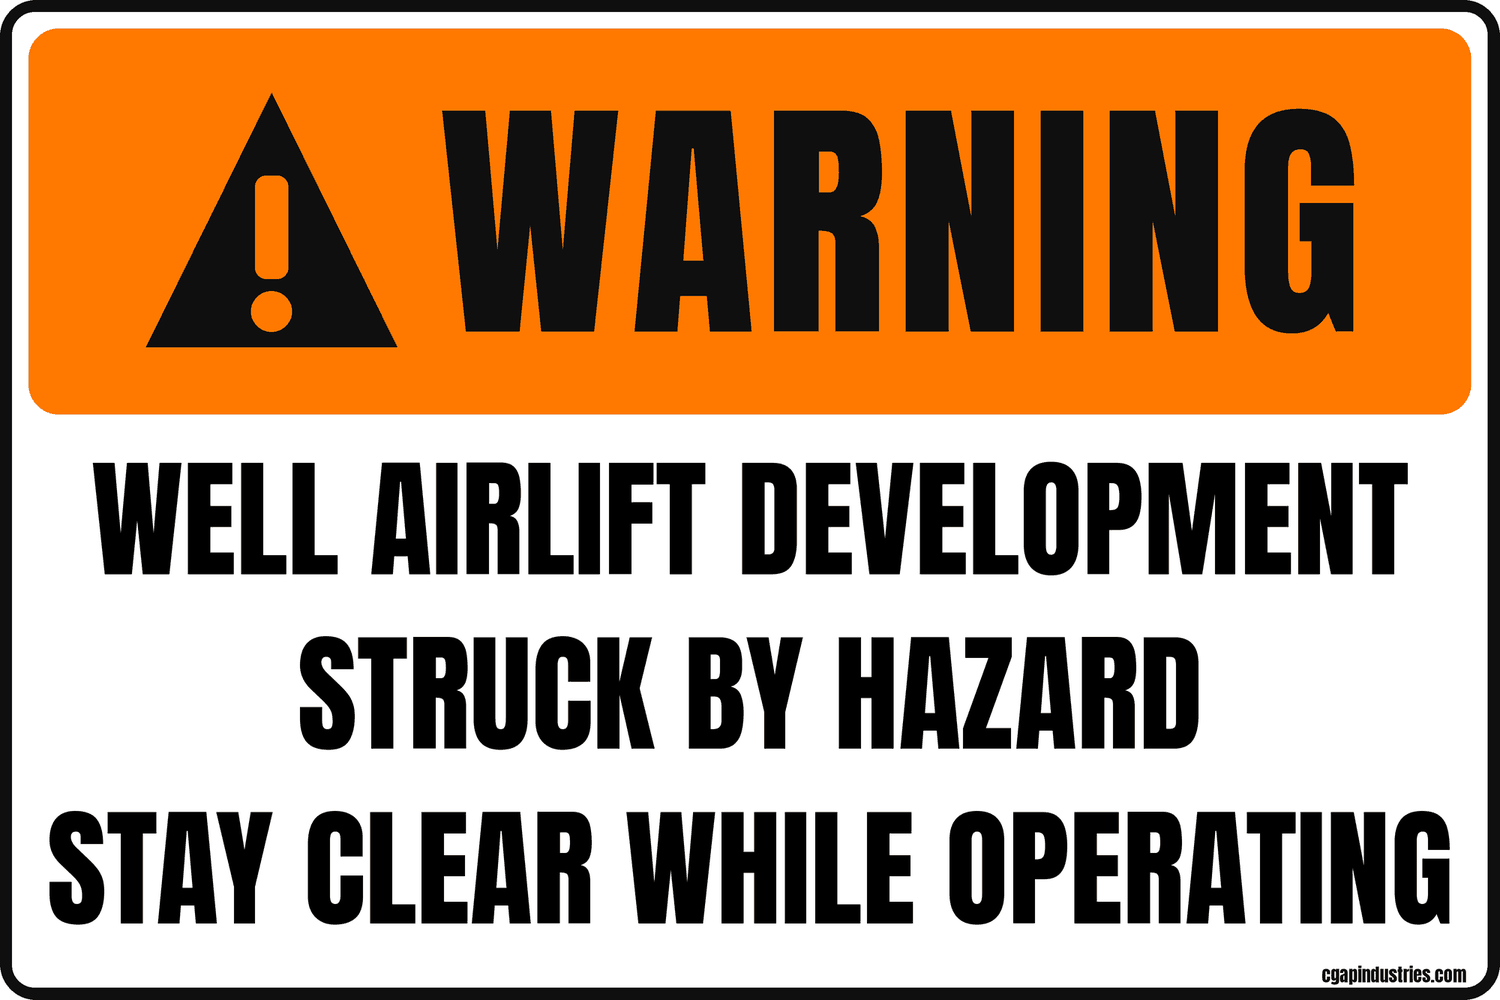 WARNING
WELL AIRLIFT DEVELOPMENT
STRUCK BY HAZARD
STAY CLEAR WHILE OPERATING
cgapindustries.com